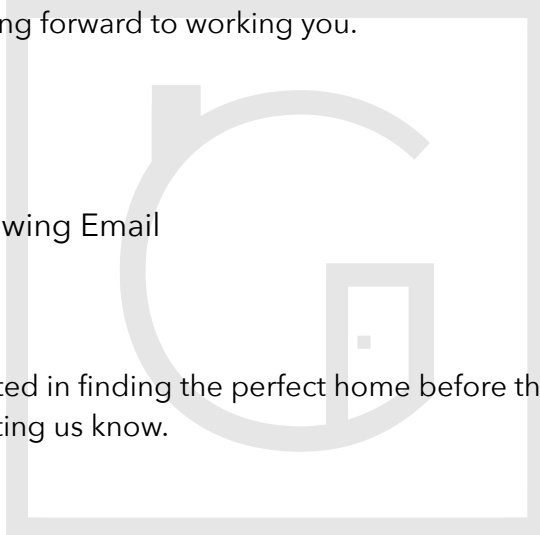 ng forward to working you.
wing Email
ted in finding the perfect home before th
ting us know.